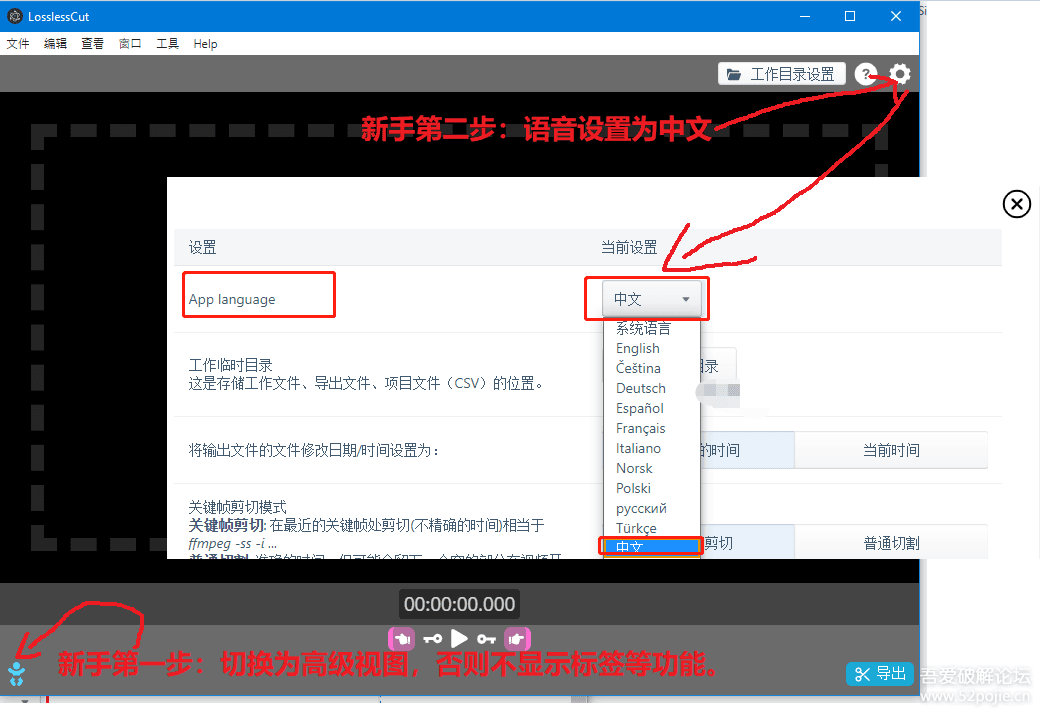 LosslessCut
文件 编辑 查看 窗口 工具 Help
工作目录设置 ?
新手第二步：语音设置为中文
设置 当前设置
App language 中文
系统语言
English
Čeština
Deutsch
Español
Français
Italiano
Norsk
Polski
русский
Türkçe
中文
工作临时目录
这是存储工作文件、导出文件、项目文件（CSV）的位置。
录
将输出文件的文件修改日期/时间设置为：
的时间 当前时间
关键帧剪切模式
关键帧剪切: 在最近的关键帧处剪切(不精确的时间)相当于
ffmpeg -ss -i ...
剪切 普通切割
00:00:00.000
新手第一步：切换为高级视图，否则不显示标签等功能。
导出
吾爱破解论坛
www.52pojie.cn